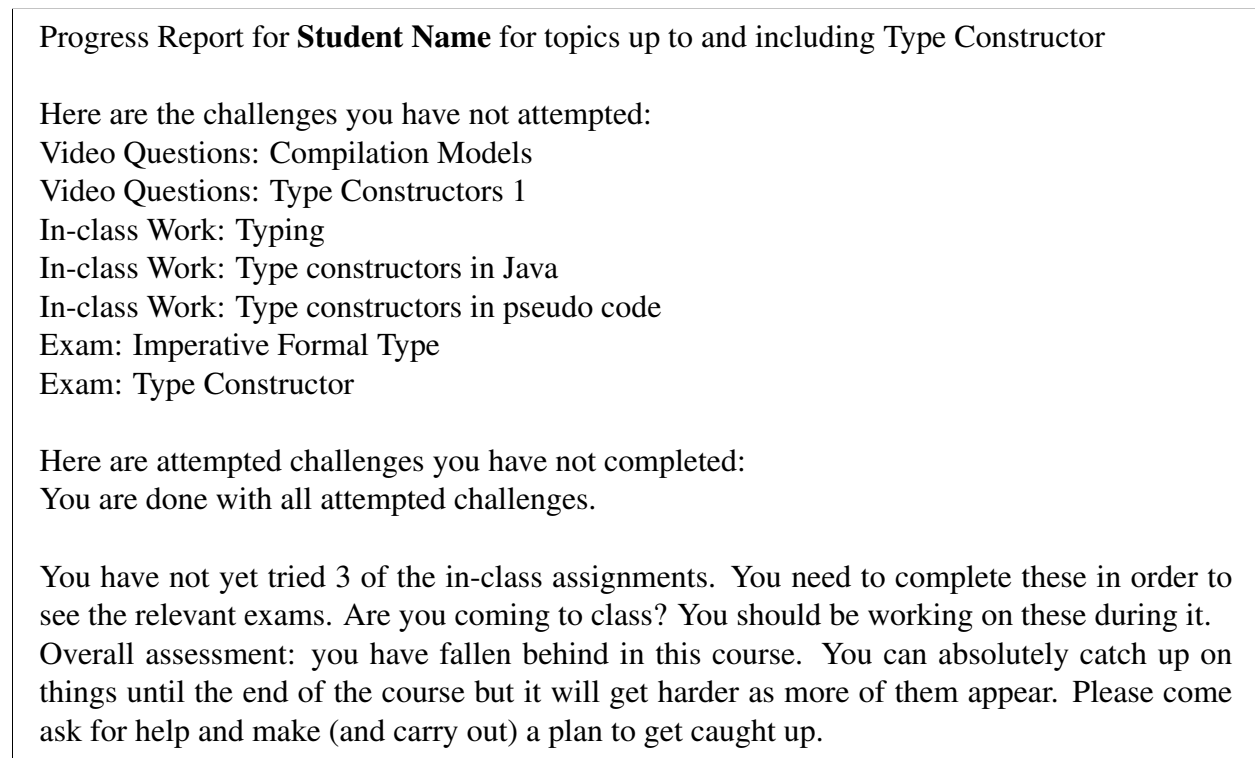 Progress Report for Student Name for topics up to and including Type Constructor
Here are the challenges you have not attempted:
Video Questions: Compilation Models
Video Questions: Type Constructors 1
In-class Work: Typing
In-class Work: Type constructors in Java
In-class Work: Type constructors in pseudo code
Exam: Imperative Formal Type
Exam: Type Constructor
Here are attempted challenges you have not completed:
You are done with all attempted challenges.
You have not yet tried 3 of the in-class assignments. You need to complete these in order to
see the relevant exams. Are you coming to class? You should be working on these during it.
Overall assessment: you have fallen behind in this course. You can absolutely catch up on
things until the end of the course but it will get harder as more of them appear. Please come
ask for help and make (and carry out) a plan to get caught up.